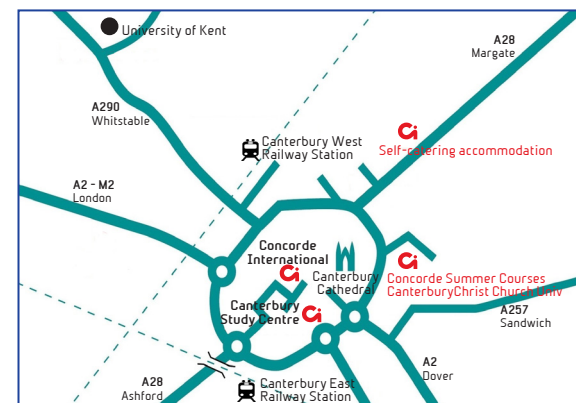 University of Kent
A28
Margate
A290
Whitstable
Canterbury West
Railway Station
Self-catering accommodation
A2 - M2
London
Concorde
International
Canterbury
Cathedral
Concorde Summer Courses
CanterburyChrist Church Univ
Canterbury
Study Centre
A257
Sandwich
A2
Dover
A28
Ashford
Canterbury East
Railway Station